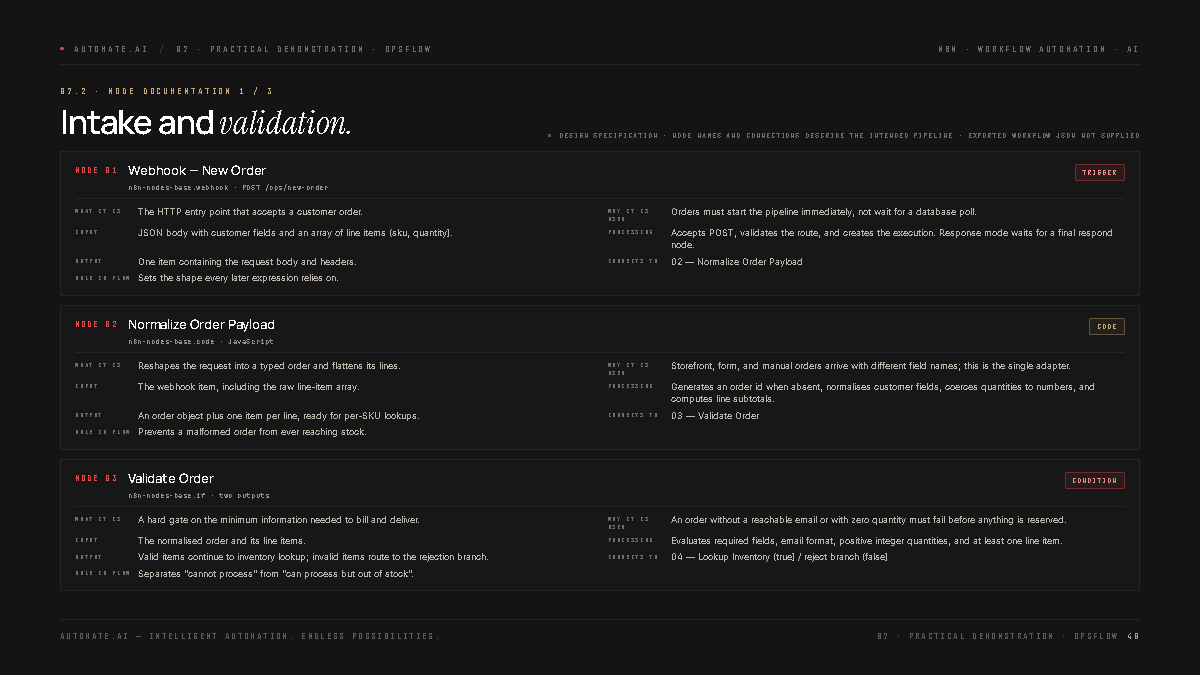 AUTOMATE.AI / 07 · PRACTICAL DEMONSTRATION · OPSFLOW
N8N · WORKFLOW AUTOMATION · AI
07.2 · NODE DOCUMENTATION 1 / 3
Intake and validation.
DESIGN SPECIFICATION · NODE NAMES AND CONNECTIONS DESCRIBE THE INTENDED PIPELINE · EXPORTED WORKFLOW JSON NOT SUPPLIED
NODE 01 Webhook — New Order
TRIGGER
n8n-nodes-base.webhook · POST /ops/new-order
WHAT IT IS The HTTP entry point that accepts a customer order.
WHY IT IS USED Orders must start the pipeline immediately, not wait for a database poll.
INPUT JSON body with customer fields and an array of line items (sku, quantity).
PROCESSING Accepts POST, validates the route, and creates the execution. Response mode waits for a final respond
node.
OUTPUT One item containing the request body and headers.
CONNECTS TO 02 — Normalize Order Payload
ROLE IN FLOW Sets the shape every later expression relies on.
NODE 02 Normalize Order Payload
CODE
n8n-nodes-base.code · JavaScript
WHAT IT IS Reshapes the request into a typed order and flattens its lines.
WHY IT IS USED Storefront, form, and manual orders arrive with different field names; this is the single adapter.
INPUT The webhook item, including the raw line-item array.
PROCESSING Generates an order id when absent, normalises customer fields, coerces quantities to numbers, and
computes line subtotals.
OUTPUT An order object plus one item per line, ready for per-SKU lookups.
CONNECTS TO 03 — Validate Order
ROLE IN FLOW Prevents a malformed order from ever reaching stock.
NODE 03 Validate Order
CONDITION
n8n-nodes-base.if · two outputs
WHAT IT IS A hard gate on the minimum information needed to bill and deliver.
WHY IT IS USED An order without a reachable email or with zero quantity must fail before anything is reserved.
INPUT The normalised order and its line items.
PROCESSING Evaluates required fields, email format, positive integer quantities, and at least one line item.
OUTPUT Valid items continue to inventory lookup; invalid items route to the rejection branch.
CONNECTS TO 04 — Lookup Inventory (true) / reject branch (false)
ROLE IN FLOW Separates "cannot process" from "can process but out of stock".
AUTOMATE.AI — INTELLIGENT AUTOMATION. ENDLESS POSSIBILITIES.
07 · PRACTICAL DEMONSTRATION · OPSFLOW 40